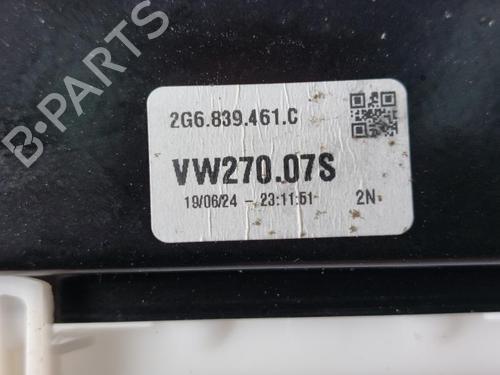 B-PARTS
2G6.839.461.C
VW270.07S
19/06/24 - 23:11:51 2N